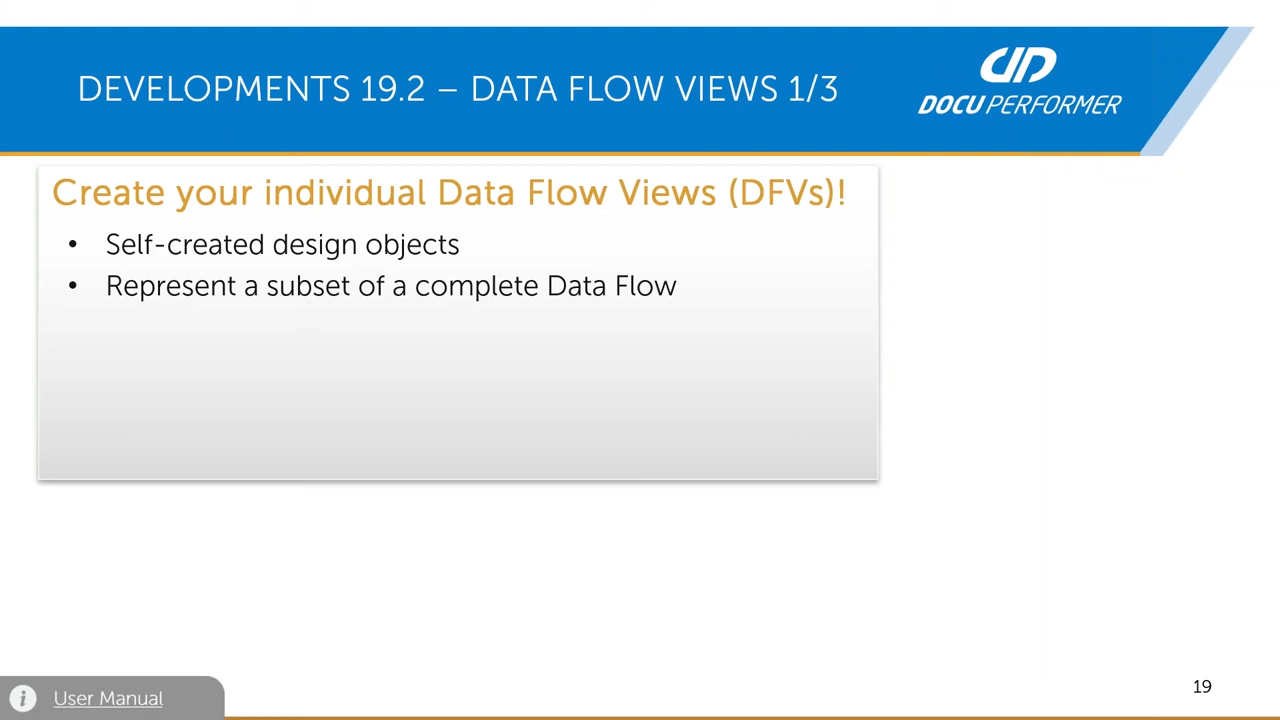 DEVELOPMENTS 19.2 – DATA FLOW VIEWS 1/3
DOCU PERFORMER
Create your individual Data Flow Views (DFVs)!
• Self-created design objects
• Represent a subset of a complete Data Flow
User Manual
19